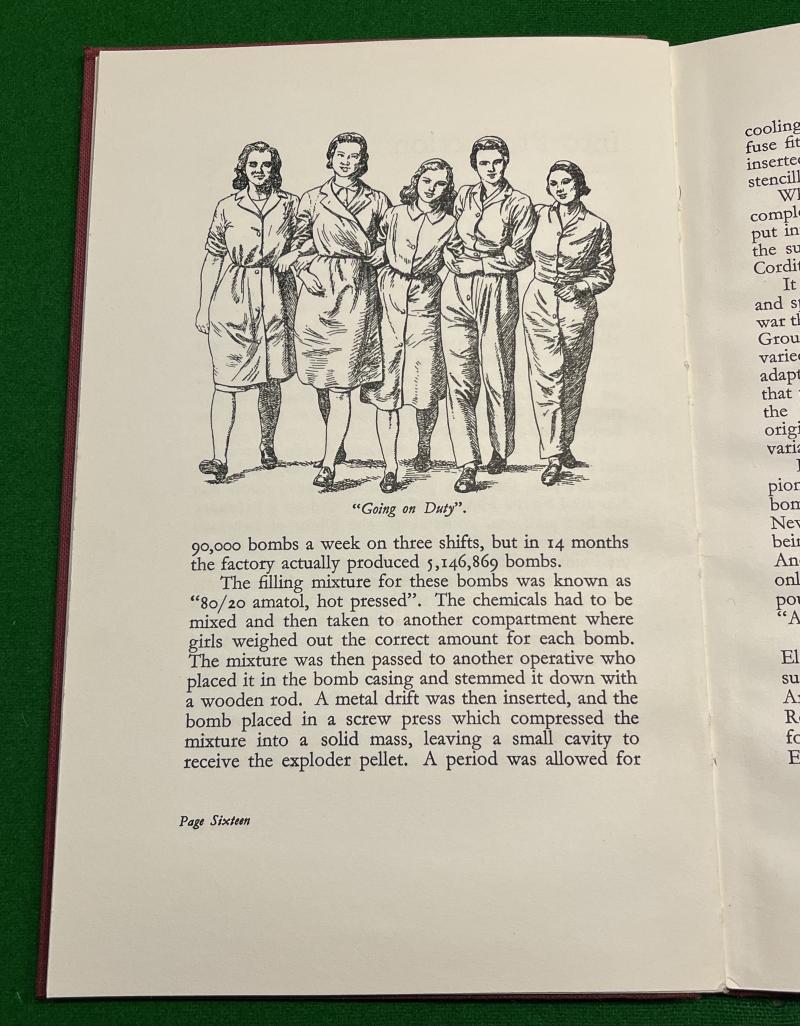 "Going on Duty".
90,000 bombs a week on three shifts, but in 14 months
the factory actually produced 5,146,869 bombs.
The filling mixture for these bombs was known as
"80/20 amatol, hot pressed". The chemicals had to be
mixed and then taken to another compartment where
girls weighed out the correct amount for each bomb.
The mixture was then passed to another operative who
placed it in the bomb casing and stemmed it down with
a wooden rod. A metal drift was then inserted, and the
bomb placed in a screw press which compressed the
mixture into a solid mass, leaving a small cavity to
receive the exploder pellet. A period was allowed for
Page Sixteen
cooling
fuse
inserte
stencill
put
the
It
and
war
varie
adapt
that
the